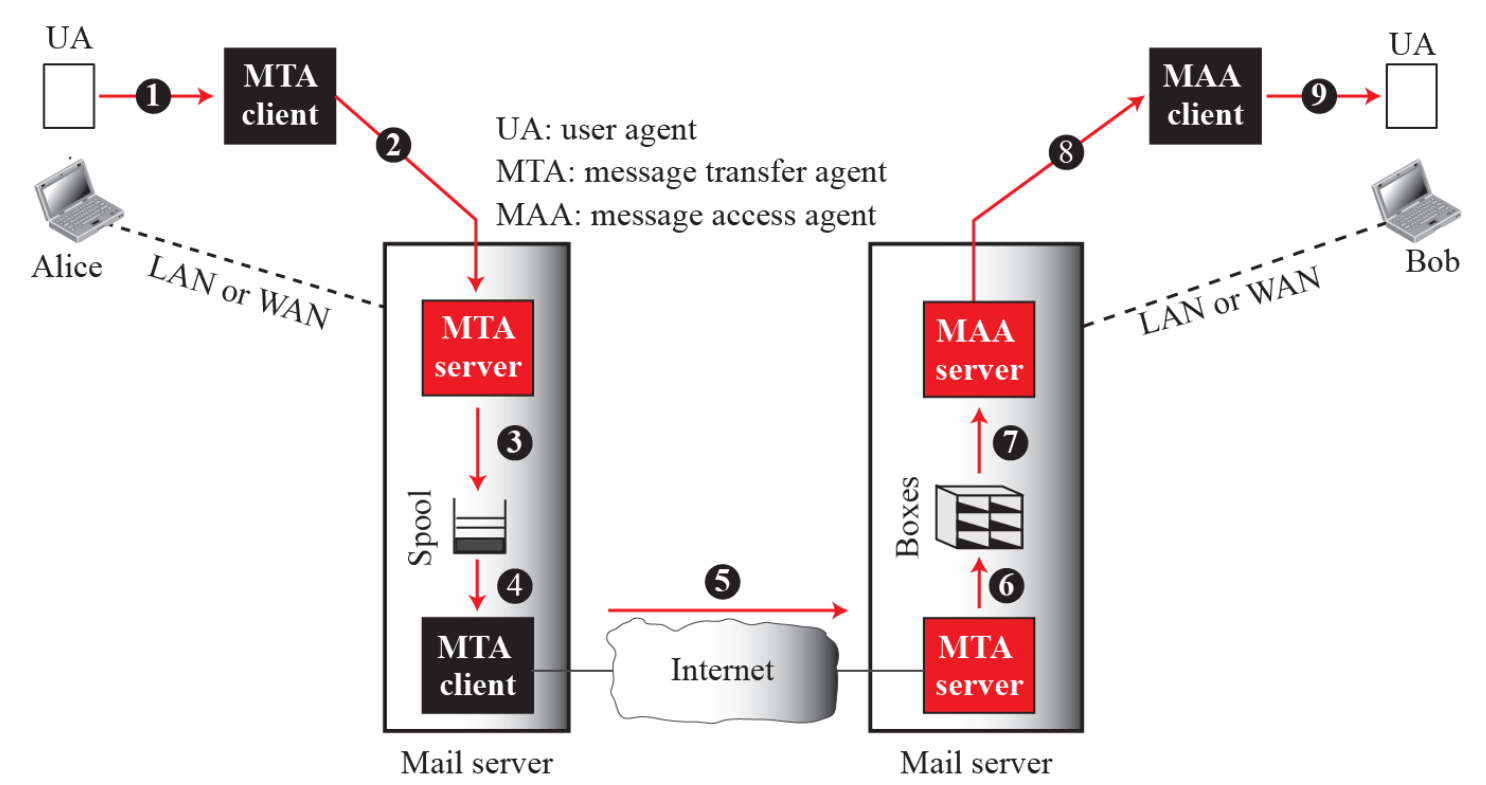 UA
1
MTA
client
2
UA: user agent
MTA: message transfer agent
MAA: message access agent
8
MAA
client
9
UA
Alice
LAN or WAN
MTA
server
3
Spool
4
MTA
client
Mail server
5
Internet
MAA
server
7
Boxes
6
MTA
server
Mail server
LAN or WAN
Bob